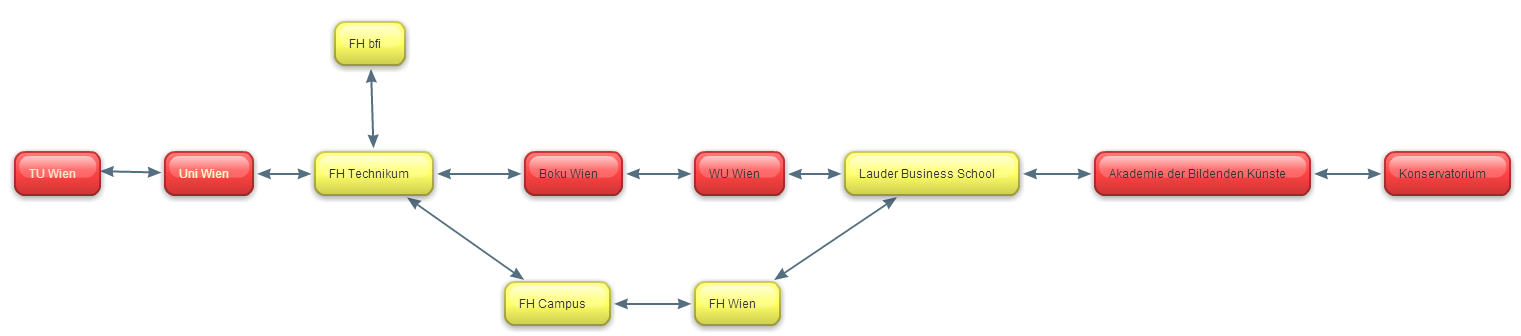 FH bfi
TU Wien
Uni Wien
FH Technikum
Boku Wien
WU Wien
Lauder Business School
Akademie der Bildenden Künste
Konservatorium
FH Campus
FH Wien